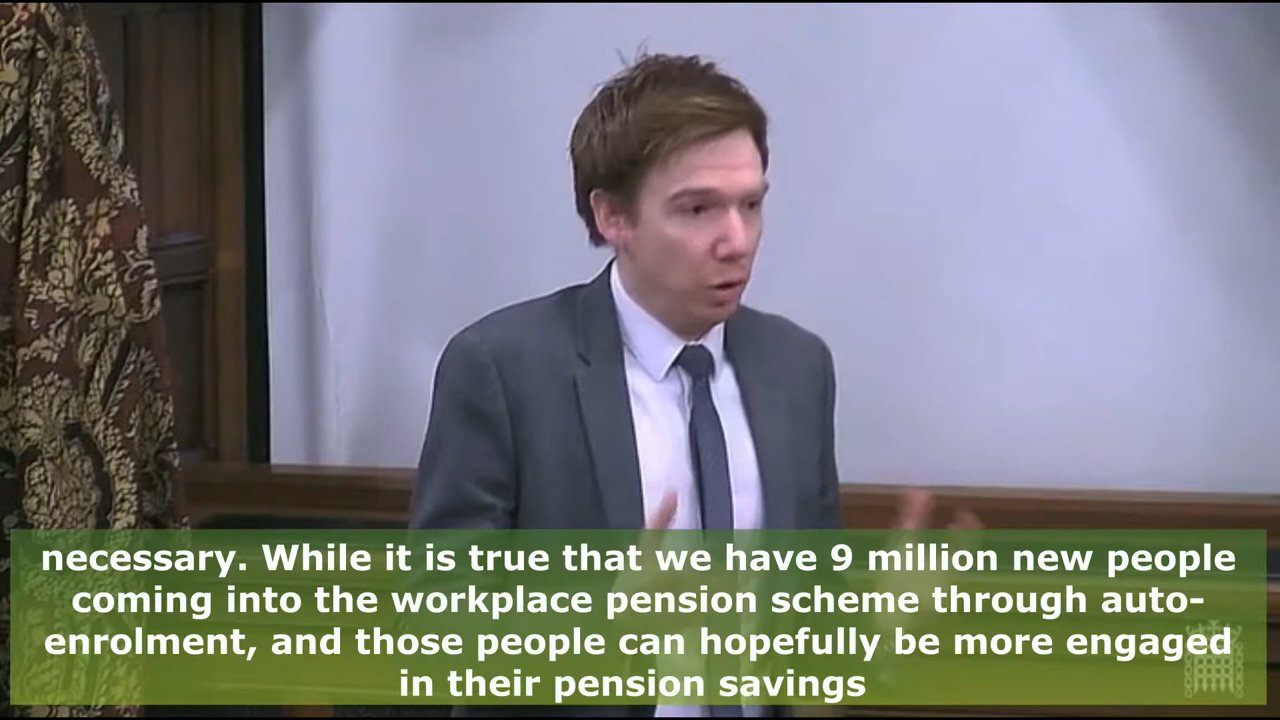 necessary. While it is true that we have 9 million new people
coming into the workplace pension scheme through auto-
enrolment, and those people can hopefully be more engaged
in their pension savings